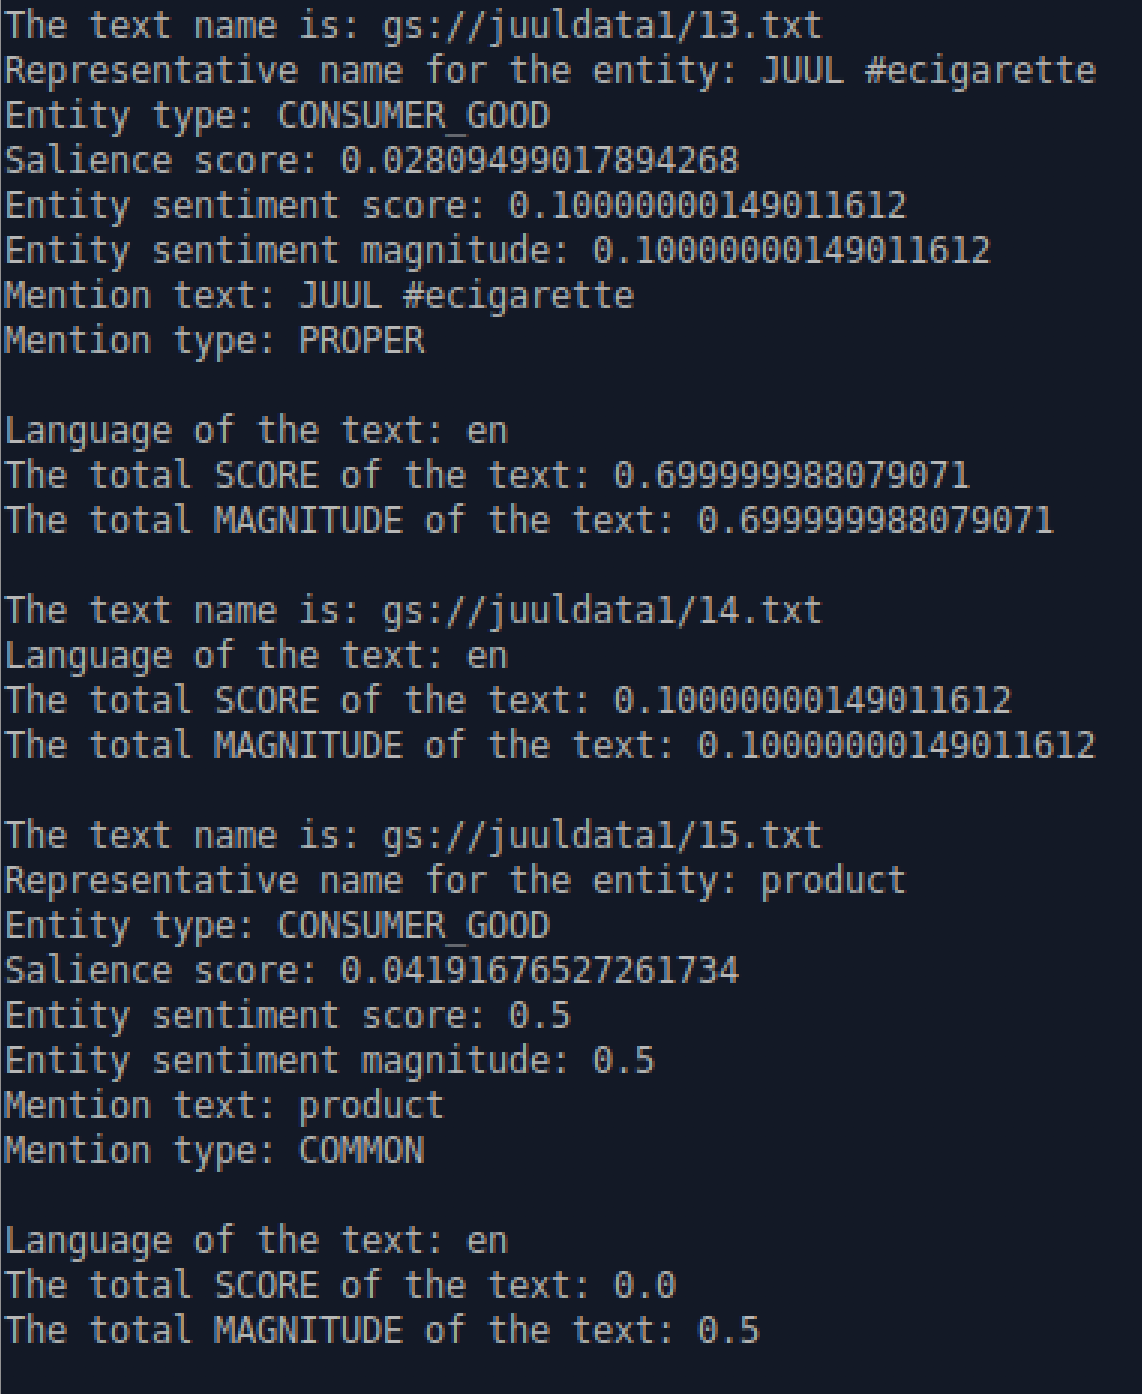 The text name is: gs://juuldata1/13.txt
Representative name for the entity: JUUL #ecigarette
Entity type: CONSUMER_GOOD
Salience score: 0.02809499017894268
Entity sentiment score: 0.10000000149011612
Entity sentiment magnitude: 0.10000000149011612
Mention text: JUUL #ecigarette
Mention type: PROPER
Language of the text: en
The total SCORE of the text: 0.699999988079071
The total MAGNITUDE of the text: 0.699999988079071
The text name is: gs://juuldata1/14.txt
Language of the text: en
The total SCORE of the text: 0.10000000149011612
The total MAGNITUDE of the text: 0.10000000149011612
The text name is: gs://juuldata1/15.txt
Representative name for the entity: product
Entity type: CONSUMER_GOOD
Salience score: 0.04191676527261734
Entity sentiment score: 0.5
Entity sentiment magnitude: 0.5
Mention text: product
Mention type: COMMON
Language of the text: en
The total SCORE of the text: 0.0
The total MAGNITUDE of the text: 0.5